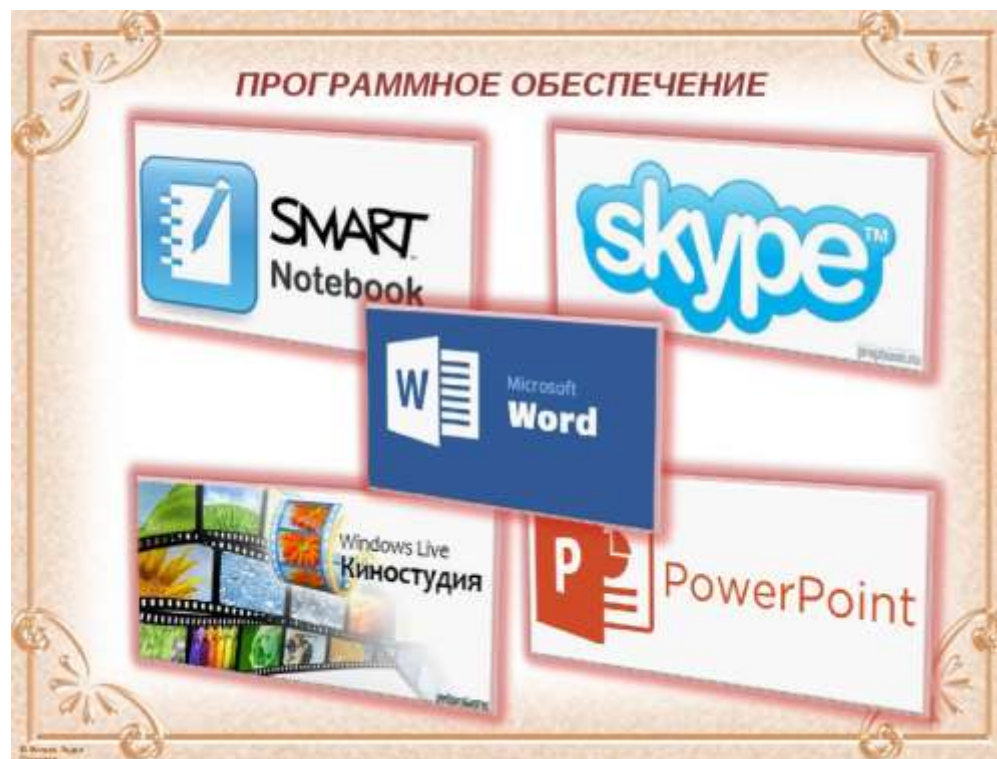 ПРОГРАММНОЕ ОБЕСПЕЧЕНИЕ
SMART
Notebook
skype™
W
Microsoft
Word
Windows Live
Киностудия
P
PowerPoint